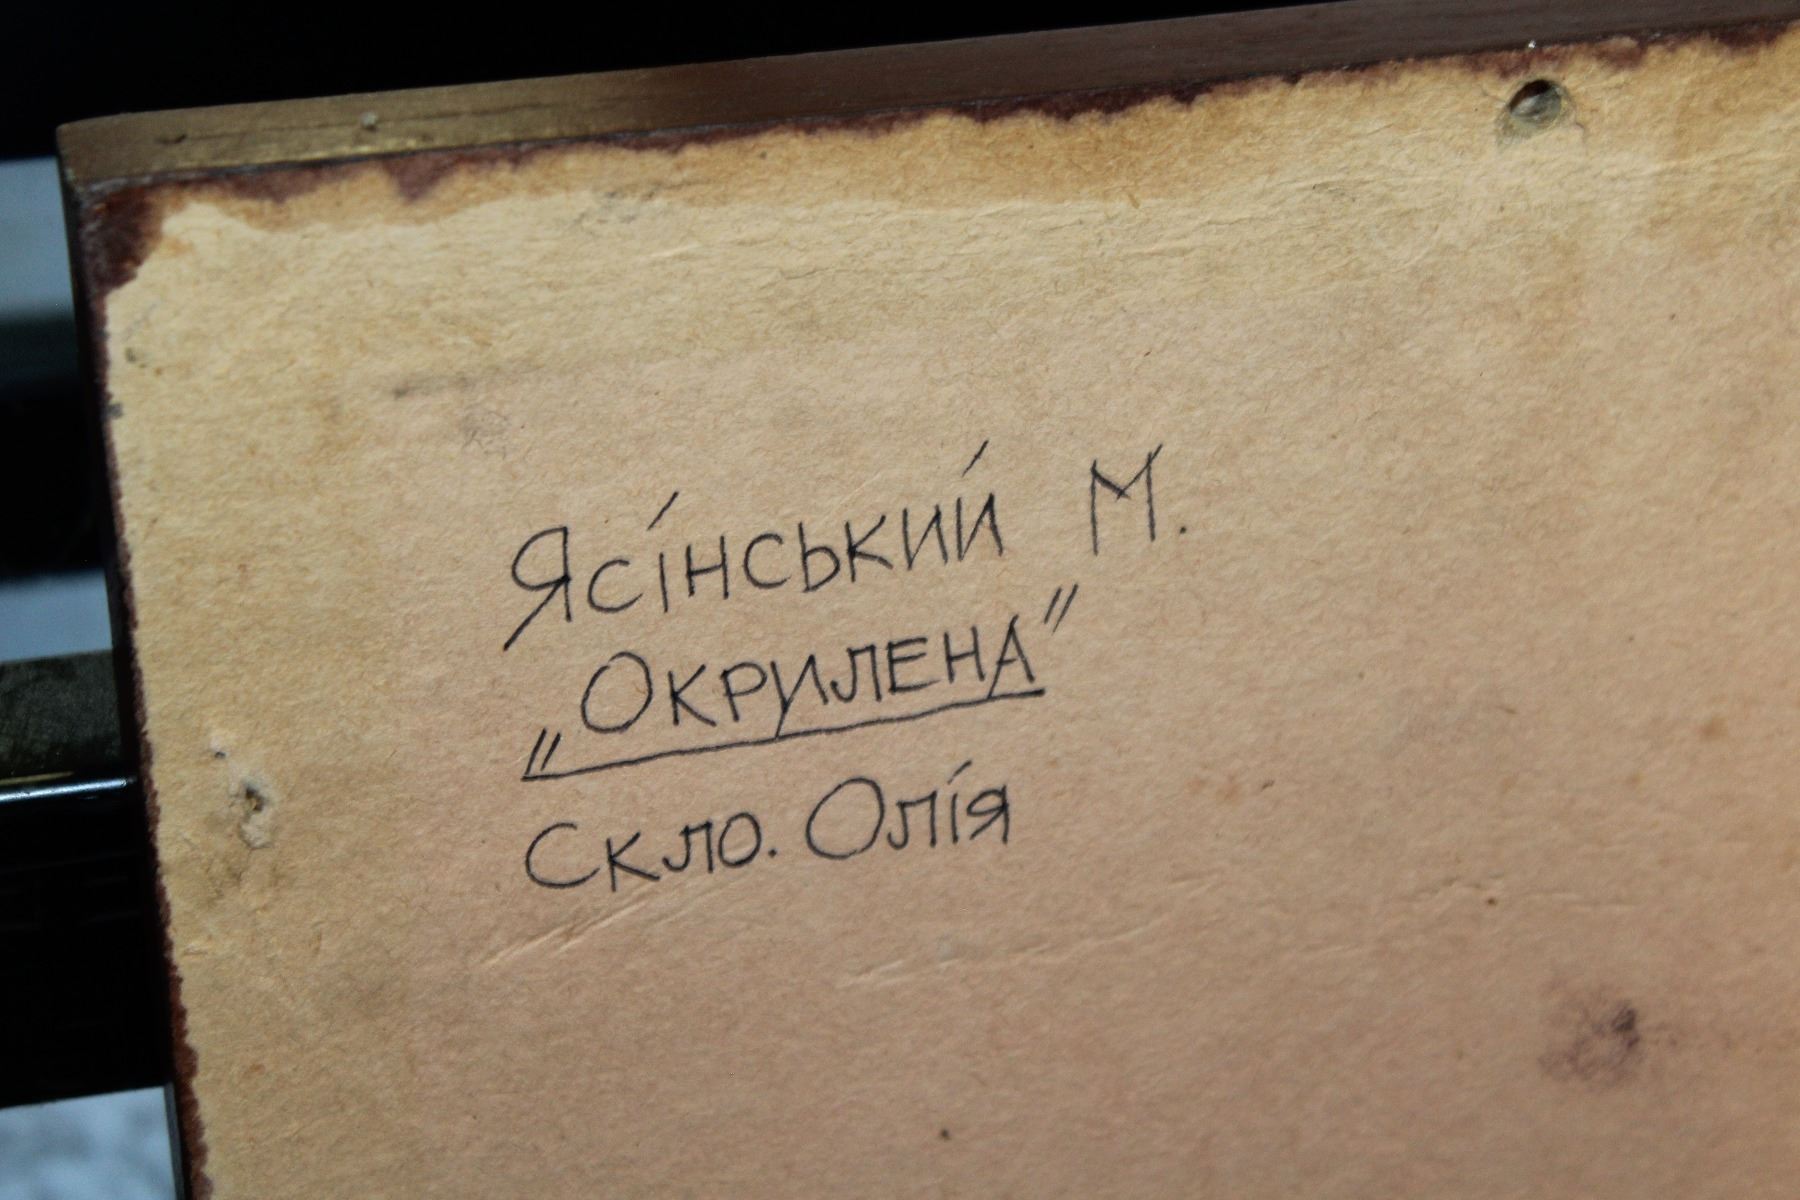 Ясінський М.
„Окрилена"
Скло. Олія